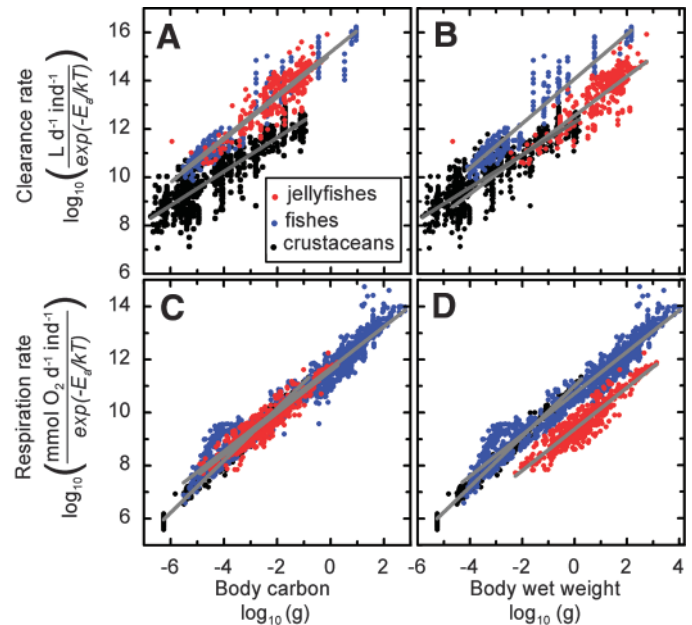 A
B
Clearance rate
log10 (L d-1 ind-1 / exp(-Ea/kT))
16
14
12
10
8
6
jellyfishes
fishes
crustaceans
C
D
Respiration rate
log10 (mmol O2 d-1 ind-1 / exp(-Ea/kT))
14
12
10
8
6
-6 -4 -2 0 2
-6 -4 -2 0 2 4
Body carbon
log10 (g)
Body wet weight
log10 (g)